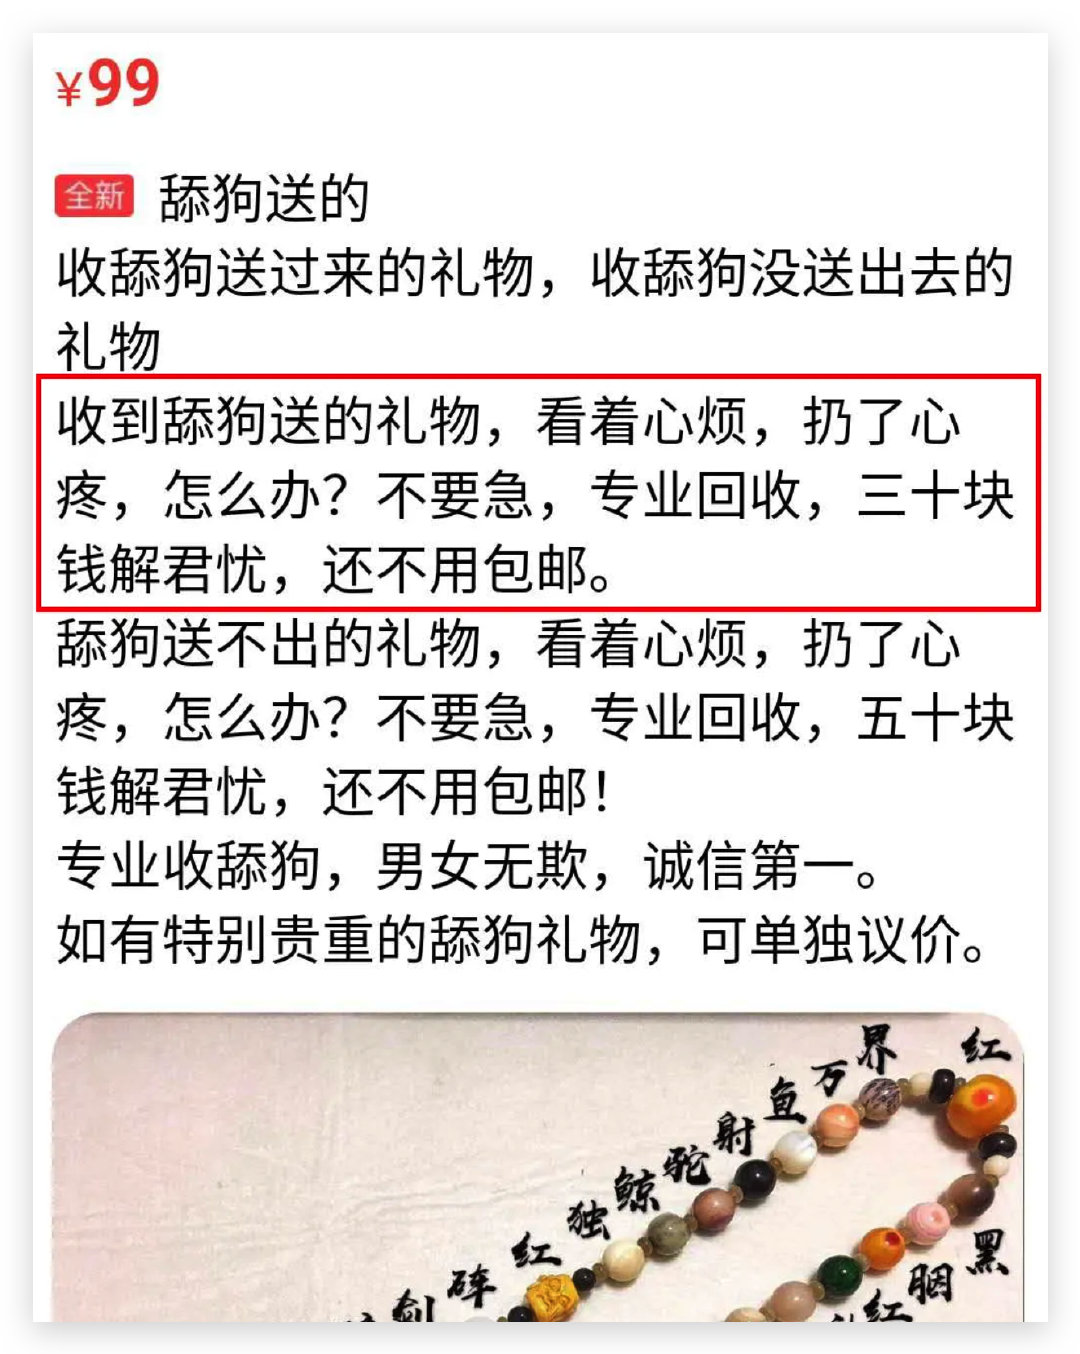 ¥99
全新 舔狗送的
收舔狗送过来的礼物，收舔狗没送出去的
礼物
收到舔狗送的礼物，看着心烦，扔了心
疼，怎么办？不要急，专业回收，三十块
钱解君忧，还不用包邮。
舔狗送不出的礼物，看着心烦，扔了心
疼，怎么办？不要急，专业回收，五十块
钱解君忧，还不用包邮！
专业收舔狗，男女无欺，诚信第一。
如有特别贵重的舔狗礼物，可单独议价。
红
界
万
鱼
射
驼
鲸
独
红
砗
剑
黑
胭
红